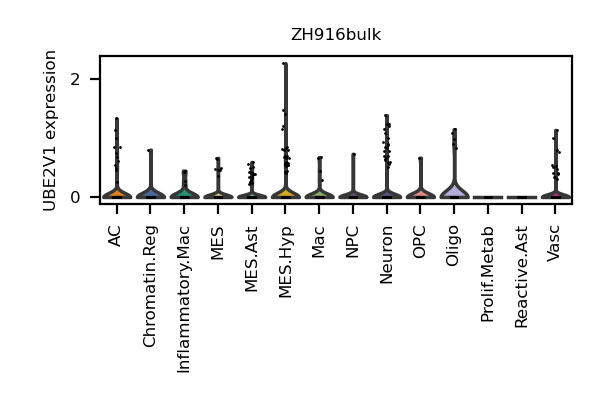 ZH916bulk
UBE2V1 expression
2
0
AC
Chromatin.Reg
Inflammatory.Mac
MES
MES.Ast
MES.Hyp
Mac
NPC
Neuron
OPC
Oligo
Prolif.Metab
Reactive.Ast
Vasc